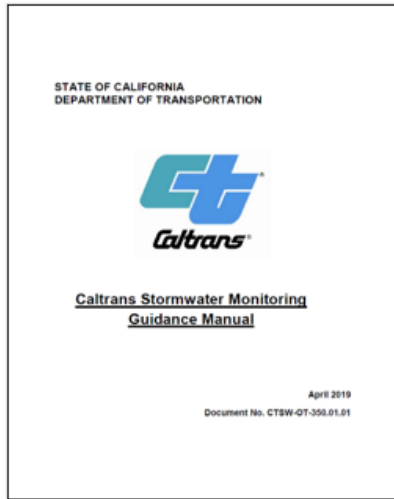 STATE OF CALIFORNIA
DEPARTMENT OF TRANSPORTATION
ct
Caltrans
Caltrans Stormwater Monitoring
Guidance Manual
April 2019
Document No. CTSW-OT-350.01.01